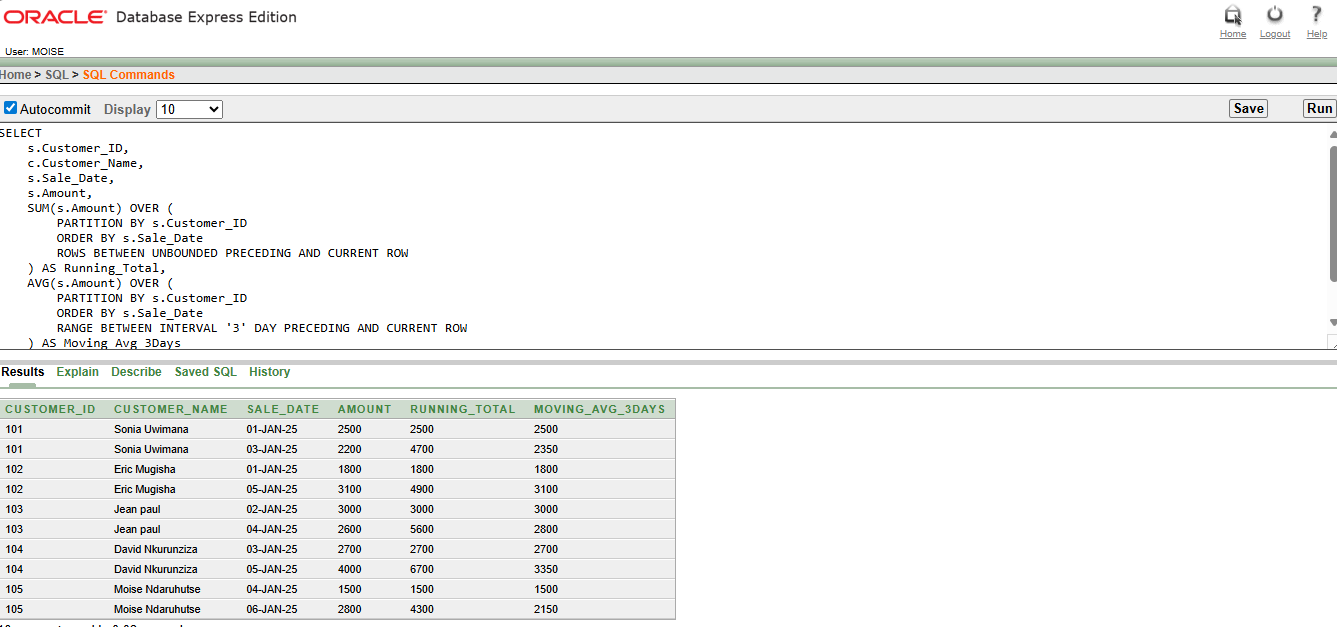 ORACLE® Database Express Edition
Home Logout Help
User: MOISE
Home > SQL > SQL Commands
Autocommit Display 10 Save Run
SELECT
s.Customer_ID,
c.Customer_Name,
s.Sale_Date,
s.Amount,
SUM(s.Amount) OVER (
PARTITION BY s.Customer_ID
ORDER BY s.Sale_Date
ROWS BETWEEN UNBOUNDED PRECEDING AND CURRENT ROW
) AS Running_Total,
AVG(s.Amount) OVER (
PARTITION BY s.Customer_ID
ORDER BY s.Sale_Date
RANGE BETWEEN INTERVAL '3' DAY PRECEDING AND CURRENT ROW
) AS Moving_Avg_3Days
Results Explain Describe Saved SQL History
CUSTOMER_ID CUSTOMER_NAME SALE_DATE AMOUNT RUNNING_TOTAL MOVING_AVG_3DAYS
101 Sonia Uwimana 01-JAN-25 2500 2500 2500
101 Sonia Uwimana 03-JAN-25 2200 4700 2350
102 Eric Mugisha 01-JAN-25 1800 1800 1800
102 Eric Mugisha 05-JAN-25 3100 4900 3100
103 Jean paul 02-JAN-25 3000 3000 3000
103 Jean paul 04-JAN-25 2600 5600 2800
104 David Nkurunziza 03-JAN-25 2700 2700 2700
104 David Nkurunziza 05-JAN-25 4000 6700 3350
105 Moise Ndaruhutse 04-JAN-25 1500 1500 1500
105 Moise Ndaruhutse 06-JAN-25 2800 4300 2150